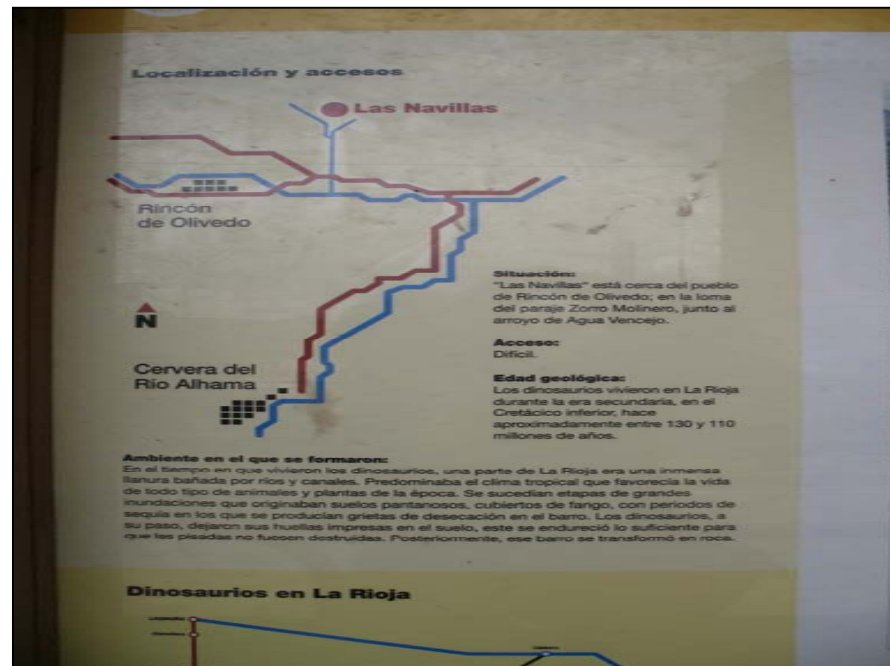 Localización y accesos
Las Navillas
Rincón
de Olivedo
N
Cervera del
Río Alhama
Situación:
"Las Navillas" está cerca del pueblo
de Rincón de Olivedo; en la loma
del paraje Zorro Molinero, junto al
arroyo de Agua Vencejo.
Acceso:
Difícil.
Edad geológica:
Los dinosaurios vivieron en La Rioja
durante la era secundaria, en el
Cretácico inferior, hace
aproximadamente entre 130 y 110
millones de años.
Ambiente en el que se formaron:
En el tiempo en que vivieron los dinosaurios, una parte de La Rioja era una inmensa
llanura bañada por ríos y canales. Predominaba el clima tropical que favorecía la vida
de todo tipo de animales y plantas de la época. Se sucedían etapas de grandes
inundaciones que originaban suelos pantanosos, cubiertos de fango, con periodos de
sequía en los que se producían grietas de desecación en el barro. Los dinosaurios, a
su paso, dejaron sus huellas impresas en el suelo, este se endureció lo suficiente para
que las pisadas no fuesen destruidas. Posteriormente, ese barro se transformó en roca.
Dinosaurios en La Rioja